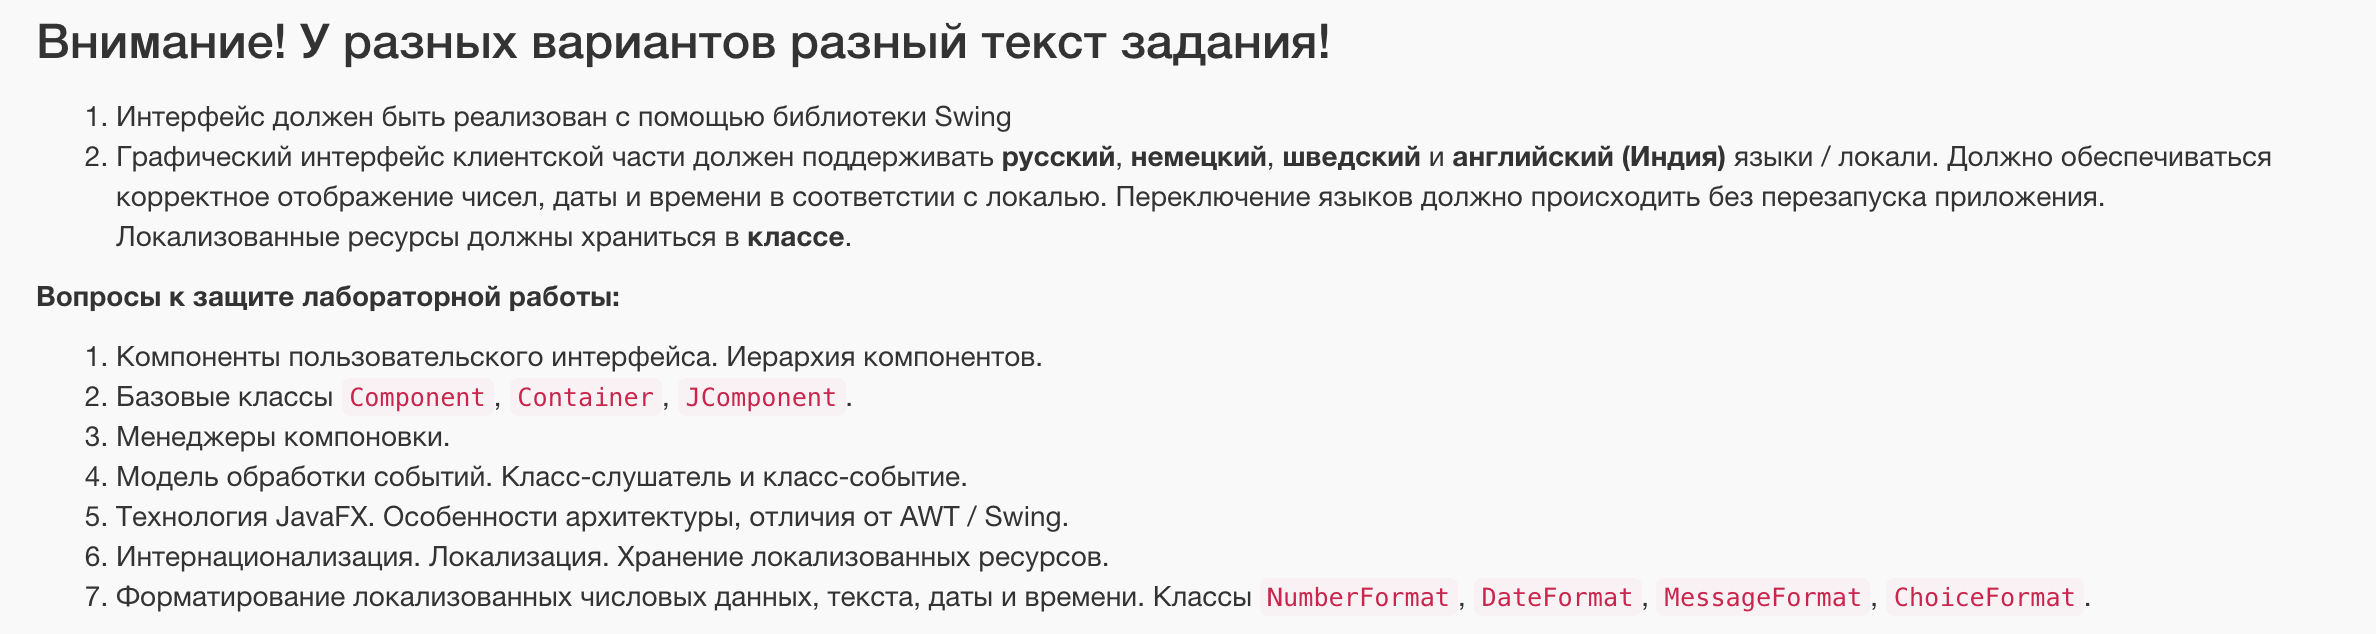 Внимание! У разных вариантов разный текст задания!
1. Интерфейс должен быть реализован с помощью библиотеки Swing
2. Графический интерфейс клиентской части должен поддерживать русский, немецкий, шведский и английский (Индия) языки / локали. Должно обеспечиваться
корректное отображение чисел, даты и времени в соответстии с локалью. Переключение языков должно происходить без перезапуска приложения.
Локализованные ресурсы должны храниться в классе.
Вопросы к защите лабораторной работы:
1. Компоненты пользовательского интерфейса. Иерархия компонентов.
2. Базовые классы Component, Container, JComponent.
3. Менеджеры компоновки.
4. Модель обработки событий. Класс-слушатель и класс-событие.
5. Технология JavaFX. Особенности архитектуры, отличия от AWT / Swing.
6. Интернационализация. Локализация. Хранение локализованных ресурсов.
7. Форматирование локализованных числовых данных, текста, даты и времени. Классы NumberFormat, DateFormat, MessageFormat, ChoiceFormat.